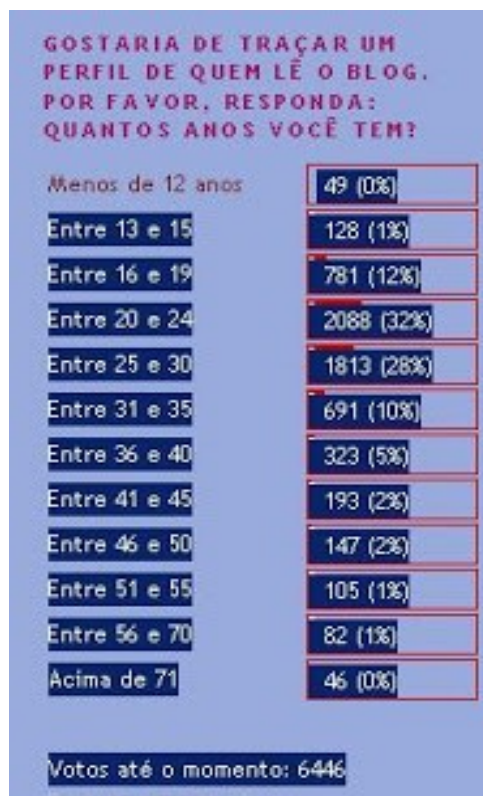 GOSTARIA DE TRAÇAR UM
PERFIL DE QUEM LÊ O BLOG.
POR FAVOR, RESPONDA:
QUANTOS ANOS VOCÊ TEM?
Menos de 12 anos 49 (0%)
Entre 13 e 15 128 (1%)
Entre 16 e 19 781 (12%)
Entre 20 e 24 2088 (32%)
Entre 25 e 30 1813 (28%)
Entre 31 e 35 691 (10%)
Entre 36 e 40 323 (5%)
Entre 41 e 45 193 (2%)
Entre 46 e 50 147 (2%)
Entre 51 e 55 105 (1%)
Entre 56 e 70 82 (1%)
Acima de 71 46 (0%)
Votos até o momento: 6446